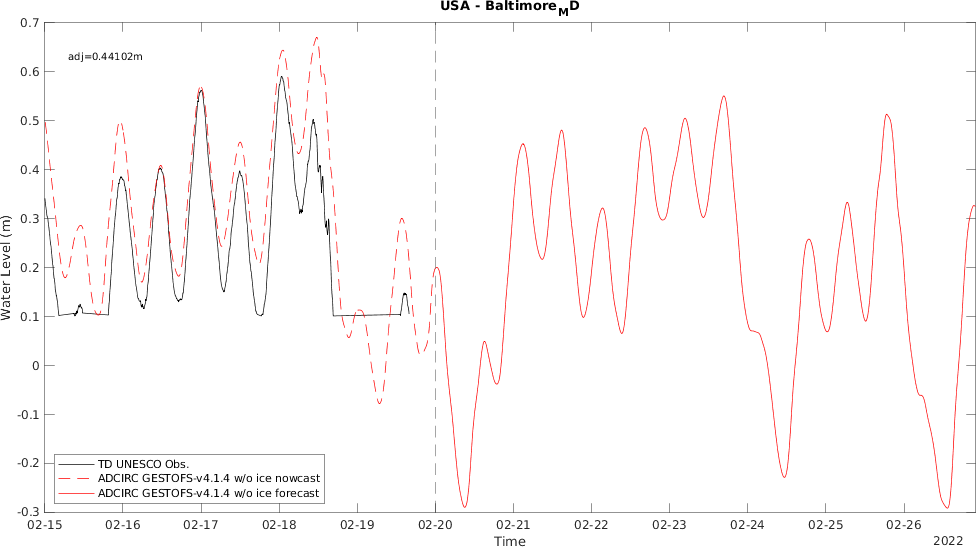 USA - Baltimore_MD
0.7
0.6
0.5
0.4
0.3
0.2
0.1
0
-0.1
-0.2
-0.3
Water Level (m)
adj=0.44102m
TD UNESCO Obs.
ADCIRC GESTOFS-v4.1.4 w/o ice nowcast
ADCIRC GESTOFS-v4.1.4 w/o ice forecast
02-15 02-16 02-17 02-18 02-19 02-20 02-21 02-22 02-23 02-24 02-25 02-26
Time
2022